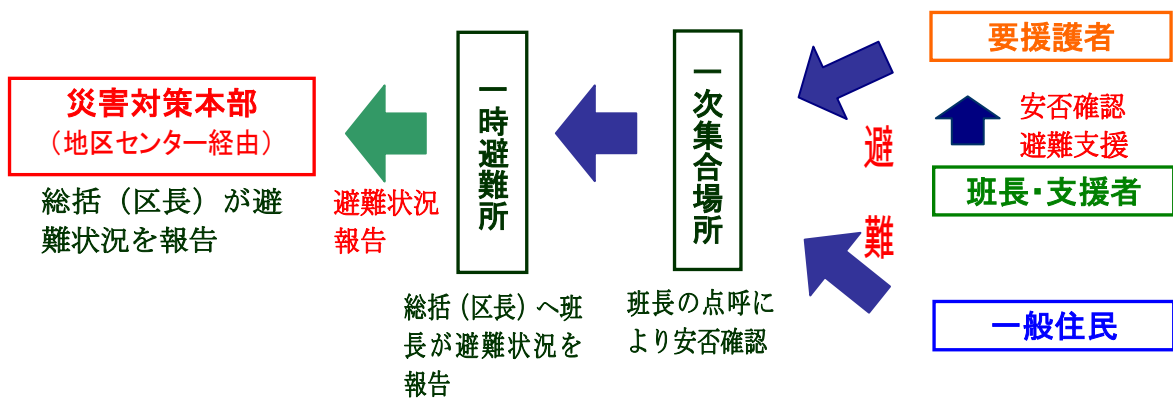 災害対策本部
（地区センター経由）
総括（区長）が避
難状況を報告
避難状況
報告
一時避難所
総括（区長）へ班
長が避難状況を
報告
一次集合場所
班長の点呼に
より安否確認
避難
要援護者
安否確認
避難支援
班長・支援者
一般住民